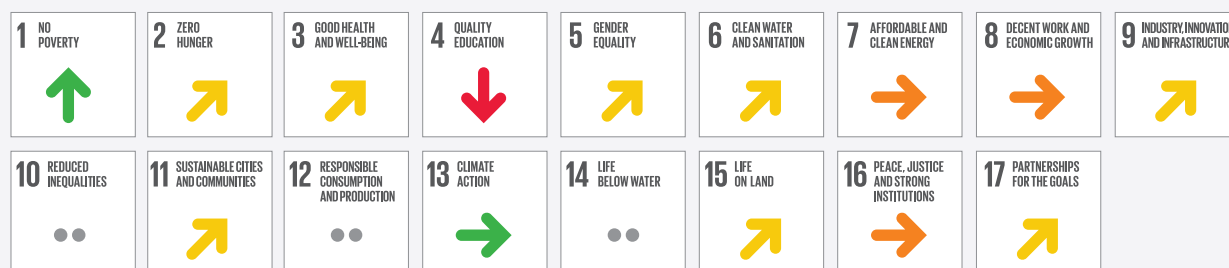 1 NO
POVERTY
2 ZERO
HUNGER
3 GOOD HEALTH
AND WELL-BEING
4 QUALITY
EDUCATION
5 GENDER
EQUALITY
6 CLEAN WATER
AND SANITATION
7 AFFORDABLE AND
CLEAN ENERGY
8 DECENT WORK AND
ECONOMIC GROWTH
9 INDUSTRY, INNOVATIO
AND INFRASTRUCTUR
10 REDUCED
INEQUALITIES
11 SUSTAINABLE CITIES
AND COMMUNITIES
12 RESPONSIBLE
CONSUMPTION
AND PRODUCTION
13 CLIMATE
ACTION
14 LIFE
BELOW WATER
15 LIFE
ON LAND
16 PEACE, JUSTICE
AND STRONG
INSTITUTIONS
17 PARTNERSHIPS
FOR THE GOALS